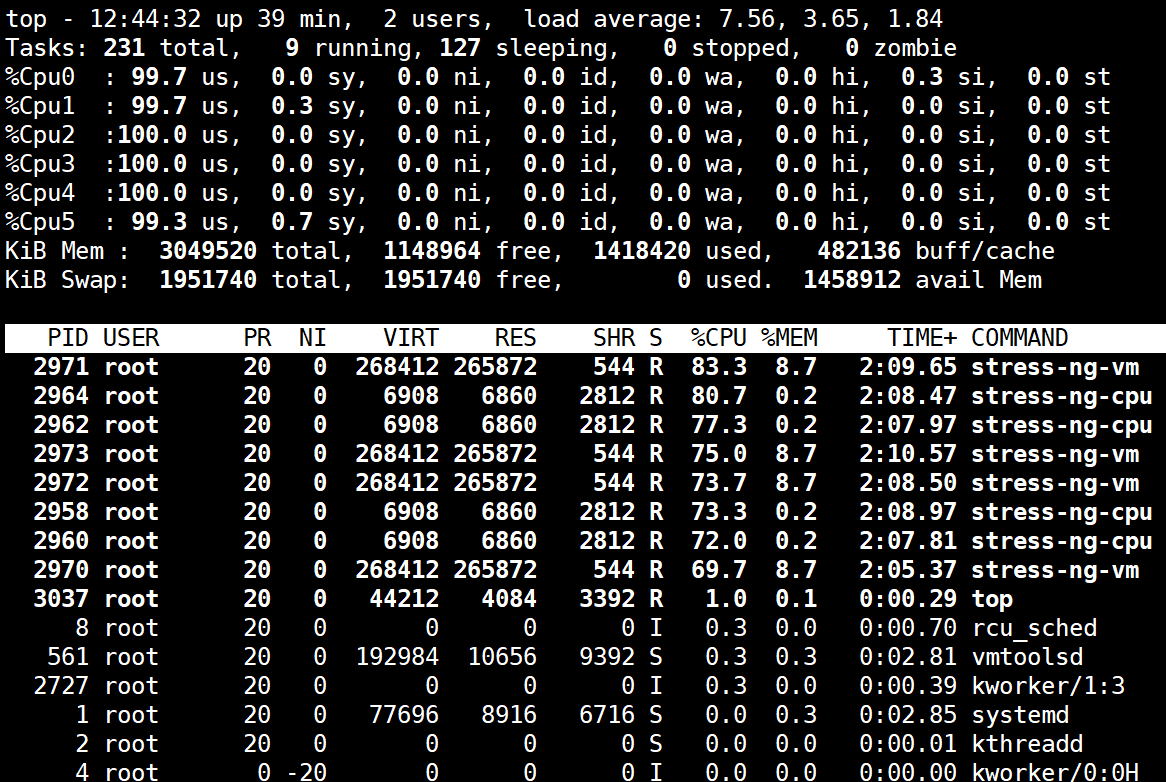 top - 12:44:32 up 39 min,  2 users,  load average: 7.56, 3.65, 1.84
Tasks: 231 total,   9 running, 127 sleeping,   0 stopped,   0 zombie
%Cpu0  : 99.7 us,  0.0 sy,  0.0 ni,  0.0 id,  0.0 wa,  0.0 hi,  0.3 si,  0.0 st
%Cpu1  : 99.7 us,  0.3 sy,  0.0 ni,  0.0 id,  0.0 wa,  0.0 hi,  0.0 si,  0.0 st
%Cpu2  :100.0 us,  0.0 sy,  0.0 ni,  0.0 id,  0.0 wa,  0.0 hi,  0.0 si,  0.0 st
%Cpu3  :100.0 us,  0.0 sy,  0.0 ni,  0.0 id,  0.0 wa,  0.0 hi,  0.0 si,  0.0 st
%Cpu4  :100.0 us,  0.0 sy,  0.0 ni,  0.0 id,  0.0 wa,  0.0 hi,  0.0 si,  0.0 st
%Cpu5  : 99.3 us,  0.7 sy,  0.0 ni,  0.0 id,  0.0 wa,  0.0 hi,  0.0 si,  0.0 st
KiB Mem :  3049520 total,  1148964 free,  1418420 used,   482136 buff/cache
KiB Swap:  1951740 total,  1951740 free,        0 used.  1458912 avail Mem
   PID USER      PR  NI    VIRT    RES    SHR S  %CPU %MEM     TIME+ COMMAND
  2971 root      20   0  268412 265872    544 R  83.3  8.7   2:09.65 stress-ng-vm
  2964 root      20   0    6908   6860   2812 R  80.7  0.2   2:08.47 stress-ng-cpu
  2962 root      20   0    6908   6860   2812 R  77.3  0.2   2:07.97 stress-ng-cpu
  2973 root      20   0  268412 265872    544 R  75.0  8.7   2:10.57 stress-ng-vm
  2972 root      20   0  268412 265872    544 R  73.7  8.7   2:08.50 stress-ng-vm
  2958 root      20   0    6908   6860   2812 R  73.3  0.2   2:08.97 stress-ng-cpu
  2960 root      20   0    6908   6860   2812 R  72.0  0.2   2:07.81 stress-ng-cpu
  2970 root      20   0  268412 265872    544 R  69.7  8.7   2:05.37 stress-ng-vm
  3037 root      20   0   44212   4084   3392 R   1.0  0.1   0:00.29 top
     8 root      20   0       0      0      0 I   0.3  0.0   0:00.70 rcu_sched
   561 root      20   0  192984  10656   9392 S   0.3  0.3   0:02.81 vmtoolsd
  2727 root      20   0       0      0      0 I   0.3  0.0   0:00.39 kworker/1:3
     1 root      20   0   77696   8916   6716 S   0.0  0.3   0:02.85 systemd
     2 root      20   0       0      0      0 S   0.0  0.0   0:00.01 kthreadd
     4 root       0 -20       0      0      0 I   0.0  0.0   0:00.00 kworker/0:0H